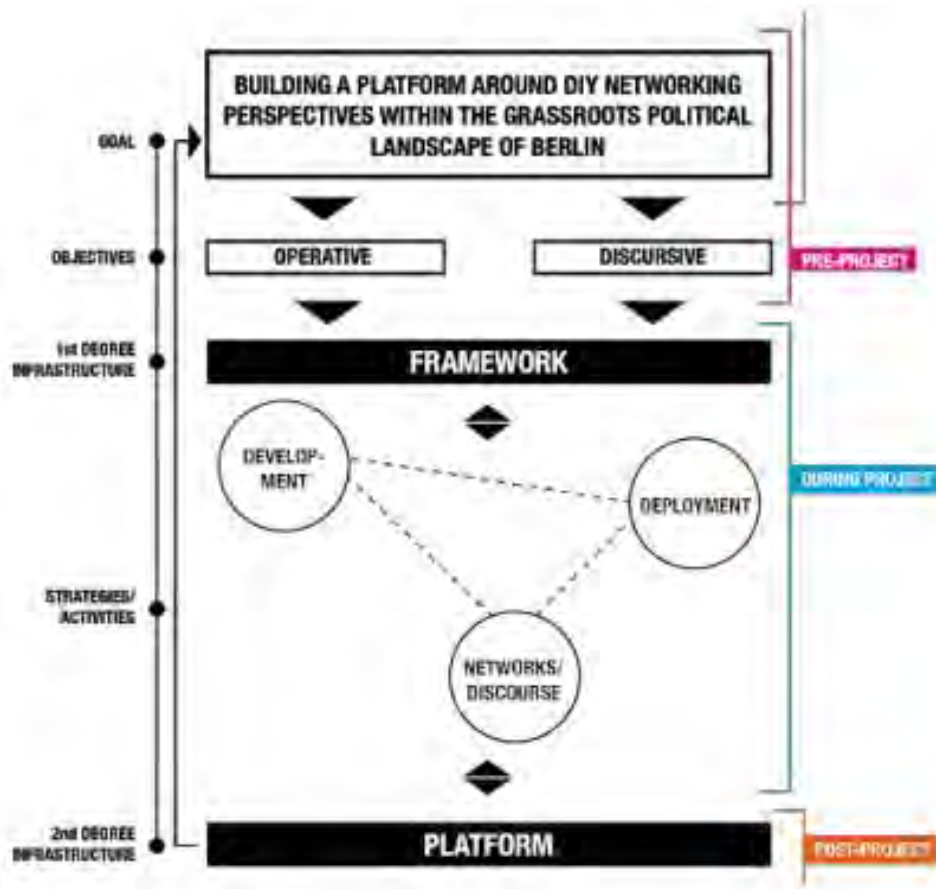 BUILDING A PLATFORM AROUND DIY NETWORKING
PERSPECTIVES WITHIN THE GRASSROOTS POLITICAL
LANDSCAPE OF BERLIN
GOAL
OBJECTIVES
OPERATIVE
DISCURSIVE
PRE-PROJECT
1st DEGREE
INFRASTRUCTURE
FRAMEWORK
DEVELOP-
MENT
DEPLOYMENT
DURING PROJECT
STRATEGIES/
ACTIVITIES
NETWORKS/
DISCOURSE
2nd DEGREE
INFRASTRUCTURE
PLATFORM
POST-PROJECT